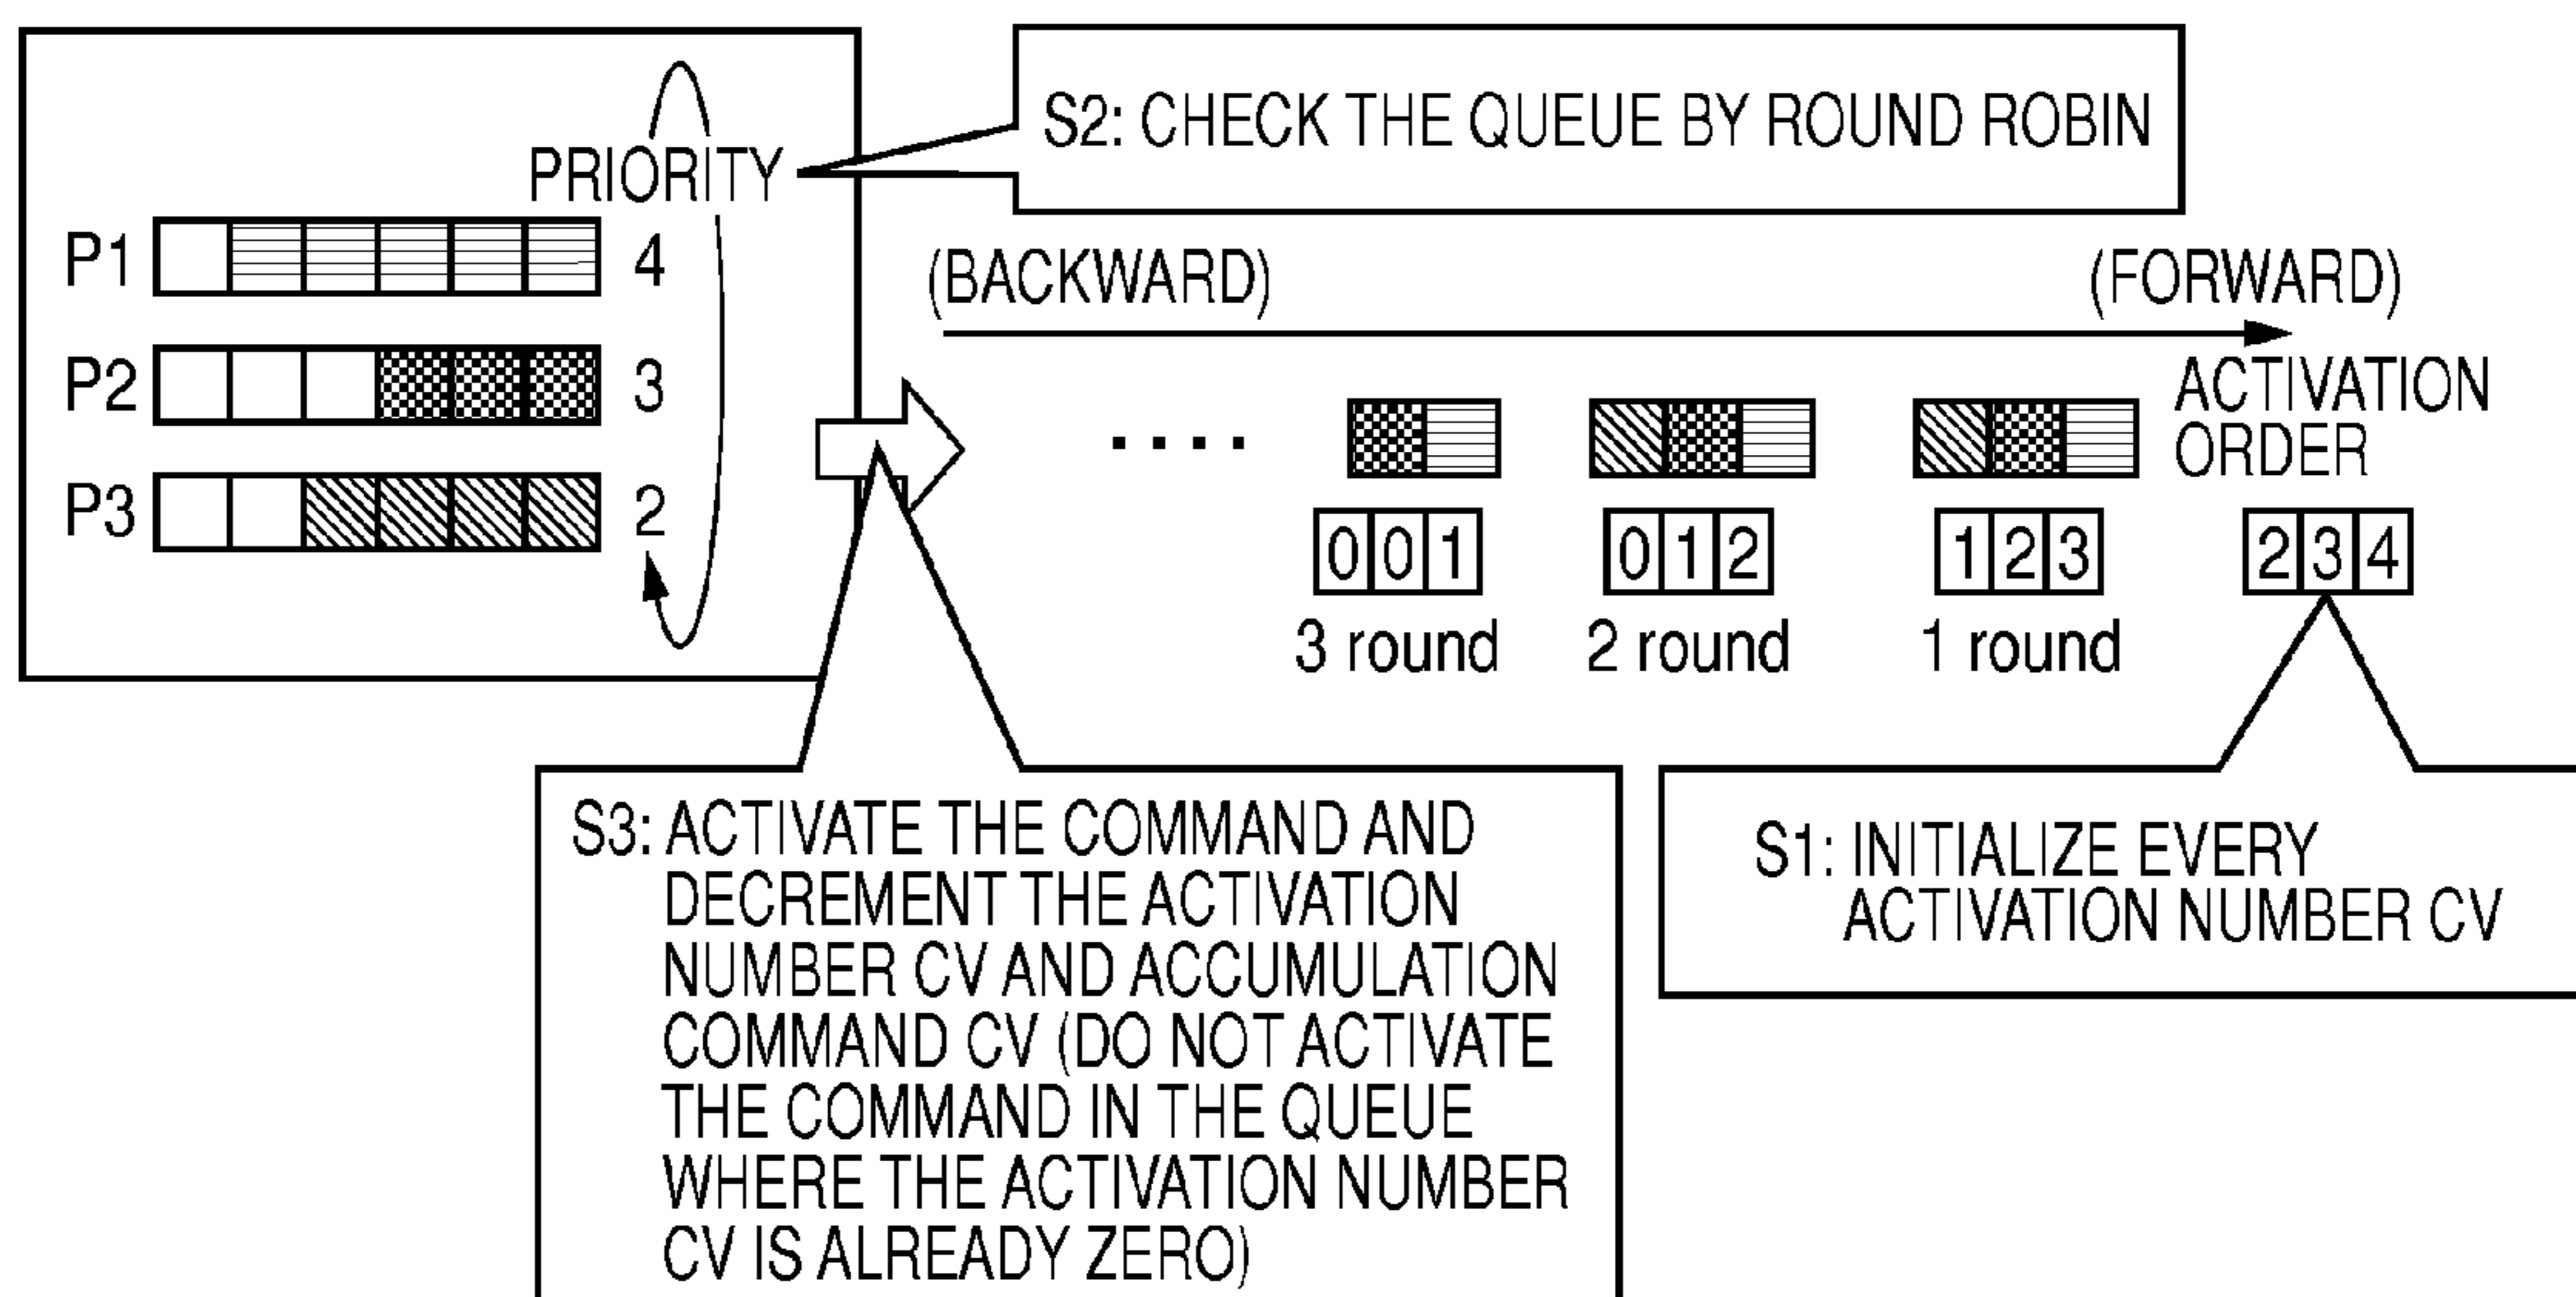 S2: CHECK THE QUEUE BY ROUND ROBIN
PRIORITY
P1 4
P2 3
P3 2
(BACKWARD) (FORWARD)
ACTIVATION
ORDER
0 0 1 0 1 2 1 2 3 2 3 4
3 round 2 round 1 round
S3: ACTIVATE THE COMMAND AND
DECREMENT THE ACTIVATION
NUMBER CV AND ACCUMULATION
COMMAND CV (DO NOT ACTIVATE
THE COMMAND IN THE QUEUE
WHERE THE ACTIVATION NUMBER
CV IS ALREADY ZERO)
S1: INITIALIZE EVERY
ACTIVATION NUMBER CV